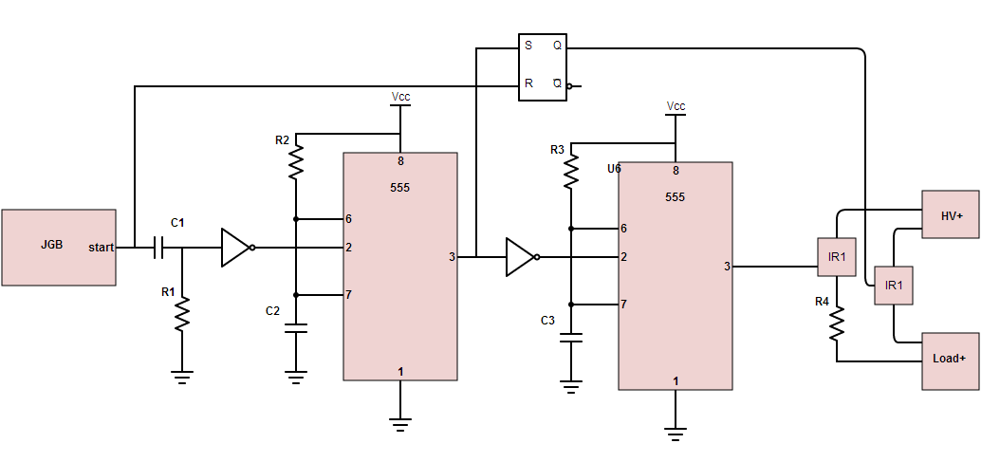 S Q
R Q̅
Vcc
Vcc
R2
8
555
R3
U6
8
555
C1
6
6
HV+
JGB
start
2
3
2
3
IR1
IR1
R1
7
7
R4
C2
C3
Load+
1
1